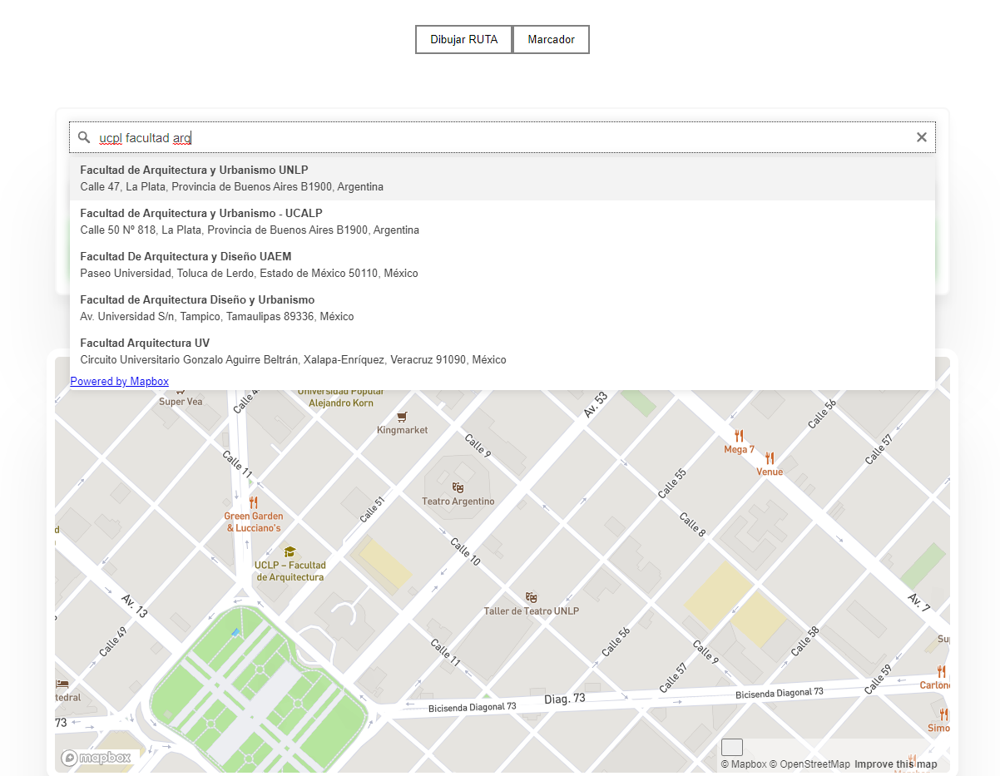 Dibujar RUTA
Marcador
ucpl facultad arq
Facultad de Arquitectura y Urbanismo UNLP
Calle 47, La Plata, Provincia de Buenos Aires B1900, Argentina
Facultad de Arquitectura y Urbanismo - UCALP
Calle 50 Nº 818, La Plata, Provincia de Buenos Aires B1900, Argentina
Facultad De Arquitectura y Diseño UAEM
Paseo Universidad, Toluca de Lerdo, Estado de México 50110, México
Facultad de Arquitectura Diseño y Urbanismo
Av. Universidad S/n, Tampico, Tamaulipas 89336, México
Facultad Arquitectura UV
Circuito Universitario Gonzalo Aguirre Beltrán, Xalapa-Enríquez, Veracruz 91090, México
Powered by Mapbox
Universidad Popular
Alejandro Korn
Super Vea
Calle 4
Av. 53
Calle 56
Kingmarket
Calle 9
Mega 7
Calle 57
Venue
Calle 11
Calle 55
Teatro Argentino
Calle 51
Green Garden
& Lucciano's
Calle 8
Calle 10
UCLP – Facultad
de Arquitectura
Av. 13
Taller de Teatro UNLP
Av. 7
Calle 49
Calle 11
Calle 56
Calle 9
Calle 58
Sup
Calle 57
Calle 59
Carlone
tedral
Bicisenda Diagonal 73
Diag. 73
Bicisenda Diagonal 73
73
Simo
mapbox
© Mapbox © OpenStreetMap Improve this map